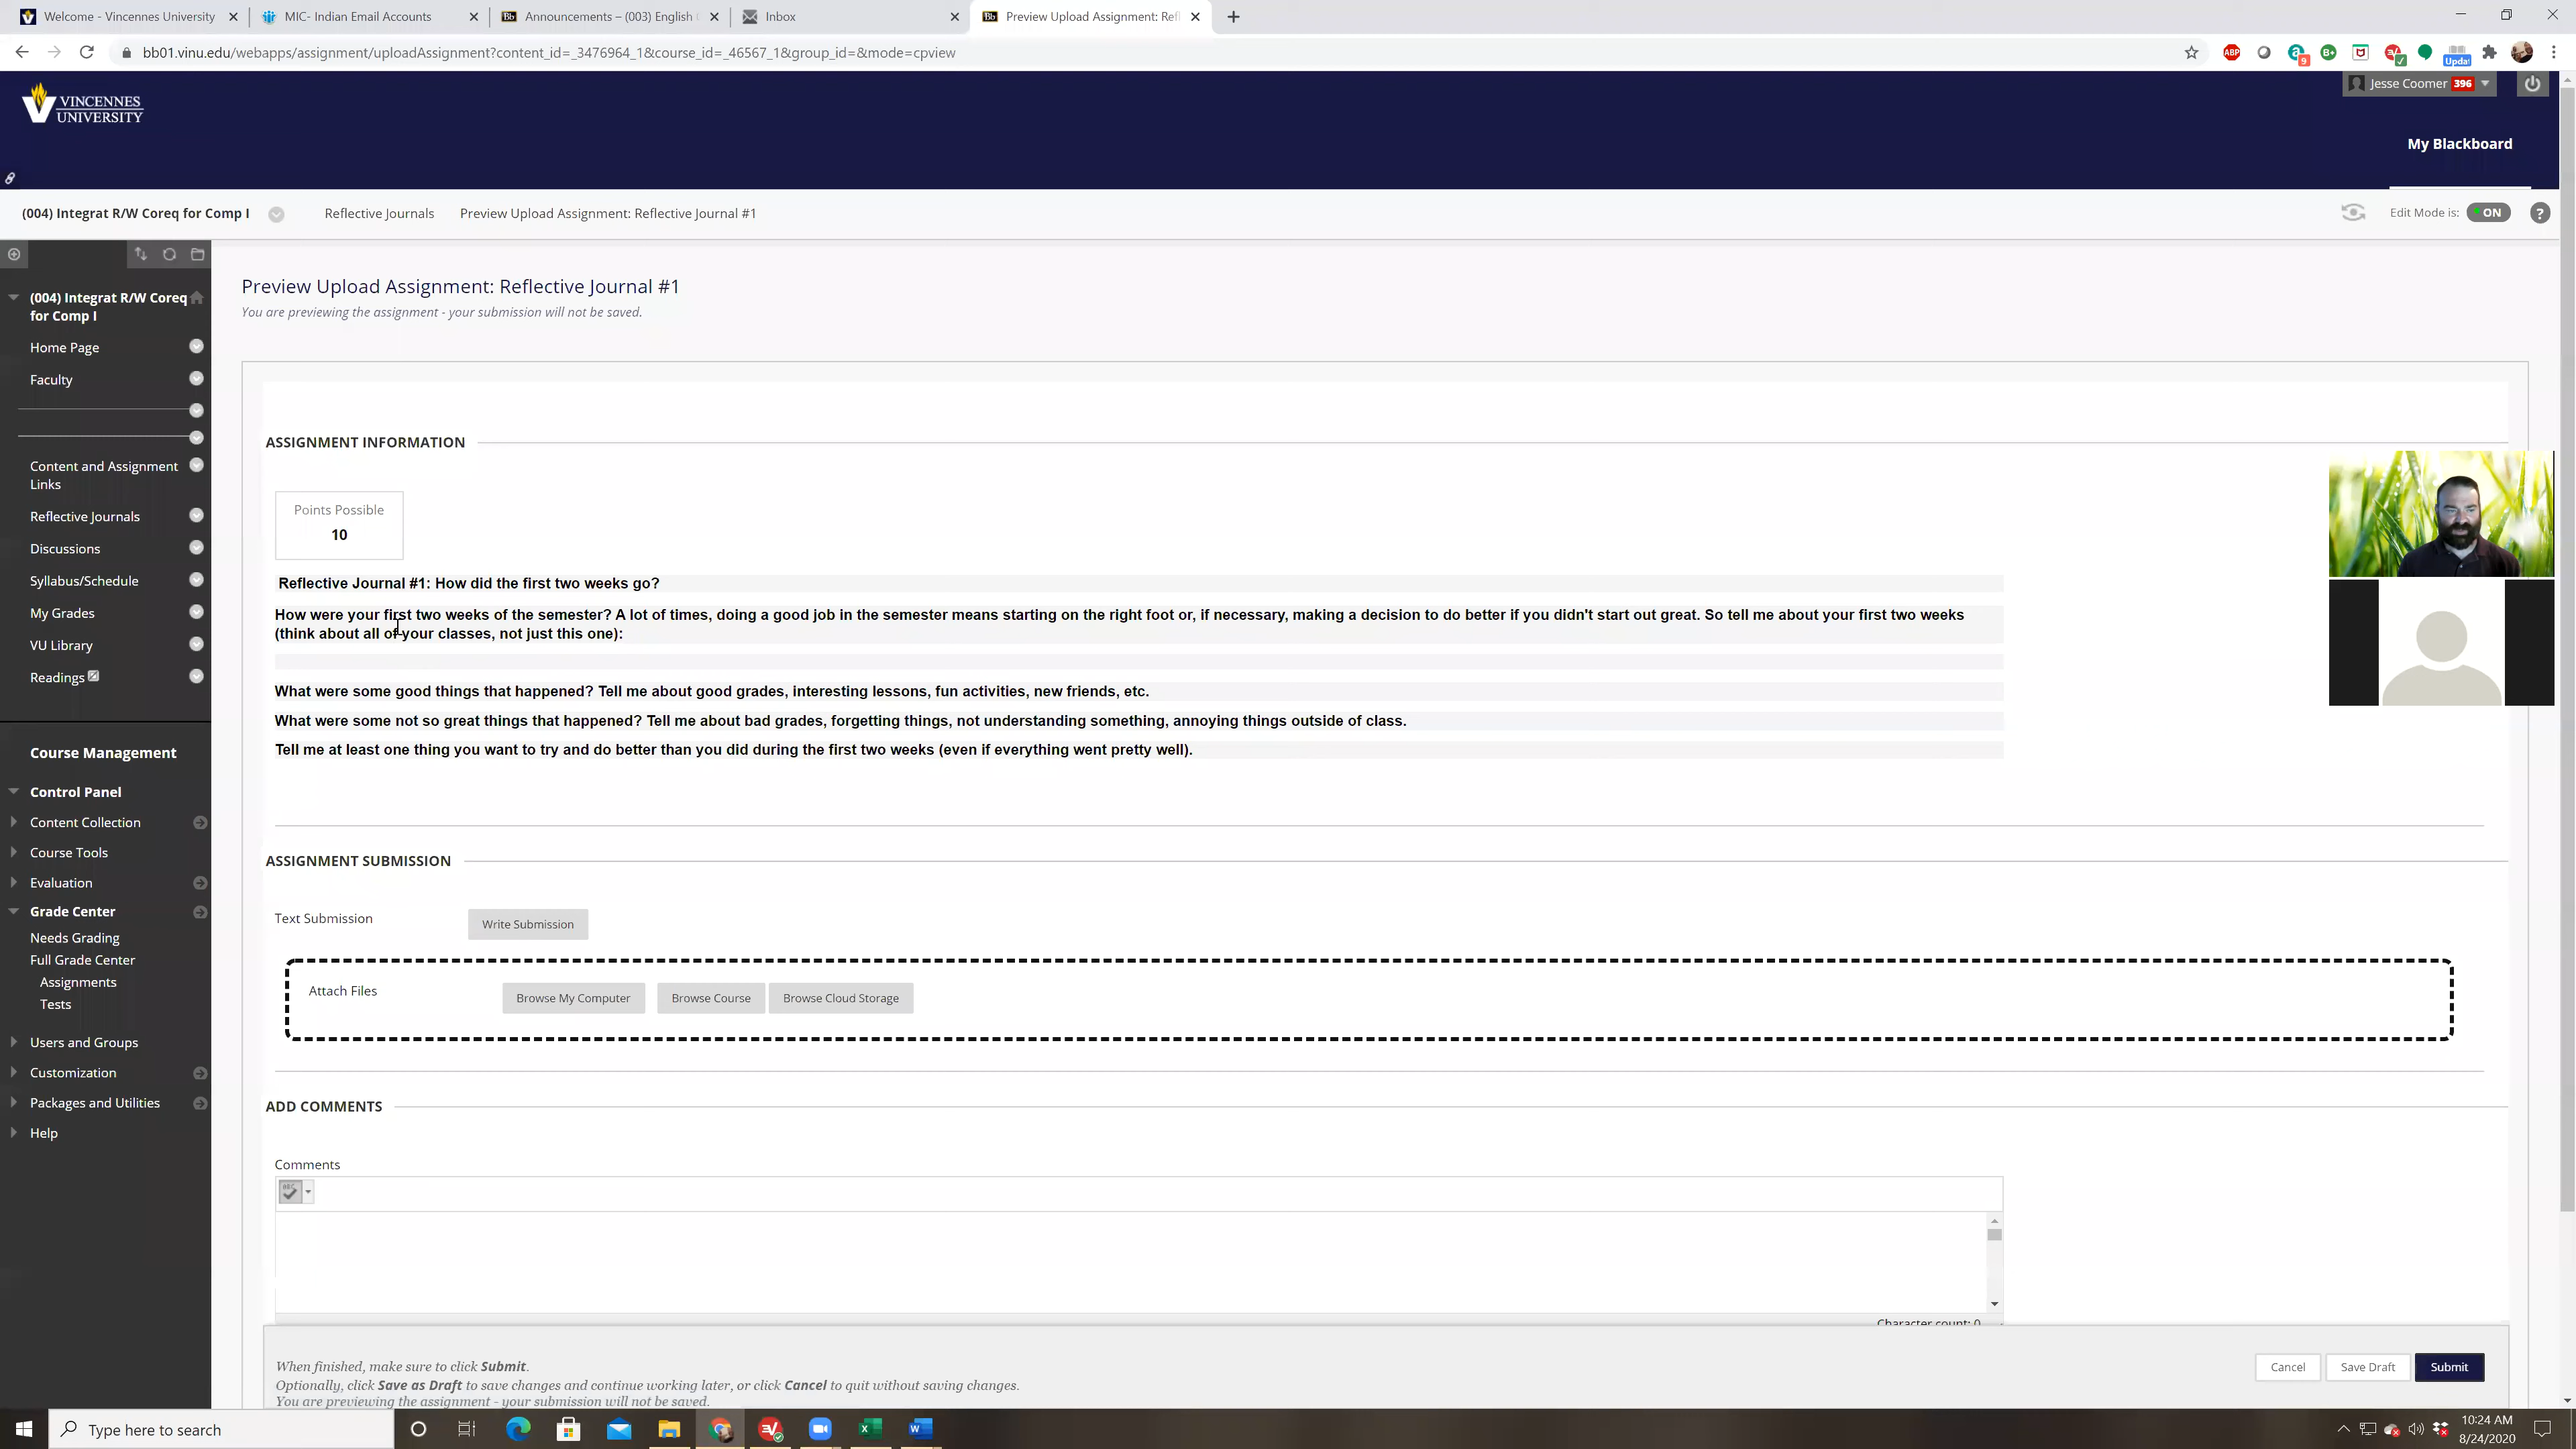 Welcome - Vincennes University
MIC- Indian Email Accounts
Announcements – (003) English
Inbox
Preview Upload Assignment: Refl
bb01.vinu.edu/webapps/assignment/uploadAssignment?content_id=_3476964_1&course_id=_46567_1&group_id=&mode=cpview
VINCENNES
UNIVERSITY
Jesse Coomer 396
My Blackboard
(004) Integrat R/W Coreq for Comp I
Reflective Journals
Preview Upload Assignment: Reflective Journal #1
Edit Mode is: ON
(004) Integrat R/W Coreq
for Comp I
Home Page
Faculty
Content and Assignment
Links
Reflective Journals
Discussions
Syllabus/Schedule
My Grades
VU Library
Readings
Course Management
Control Panel
Content Collection
Course Tools
Evaluation
Grade Center
Needs Grading
Full Grade Center
Assignments
Tests
Users and Groups
Customization
Packages and Utilities
Help
Preview Upload Assignment: Reflective Journal #1
You are previewing the assignment - your submission will not be saved.
ASSIGNMENT INFORMATION
Points Possible
10
Reflective Journal #1: How did the first two weeks go?
How were your first two weeks of the semester? A lot of times, doing a good job in the semester means starting on the right foot or, if necessary, making a decision to do better if you didn't start out great. So tell me about your first two weeks
(think about all of your classes, not just this one):
What were some good things that happened? Tell me about good grades, interesting lessons, fun activities, new friends, etc.
What were some not so great things that happened? Tell me about bad grades, forgetting things, not understanding something, annoying things outside of class.
Tell me at least one thing you want to try and do better than you did during the first two weeks (even if everything went pretty well).
ASSIGNMENT SUBMISSION
Text Submission
Write Submission
Attach Files
Browse My Computer
Browse Course
Browse Cloud Storage
ADD COMMENTS
Comments
Character count: 0
When finished, make sure to click Submit.
Optionally, click Save as Draft to save changes and continue working later, or click Cancel to quit without saving changes.
You are previewing the assignment - your submission will not be saved.
Cancel
Save Draft
Submit
Type here to search
10:24 AM
8/24/2020